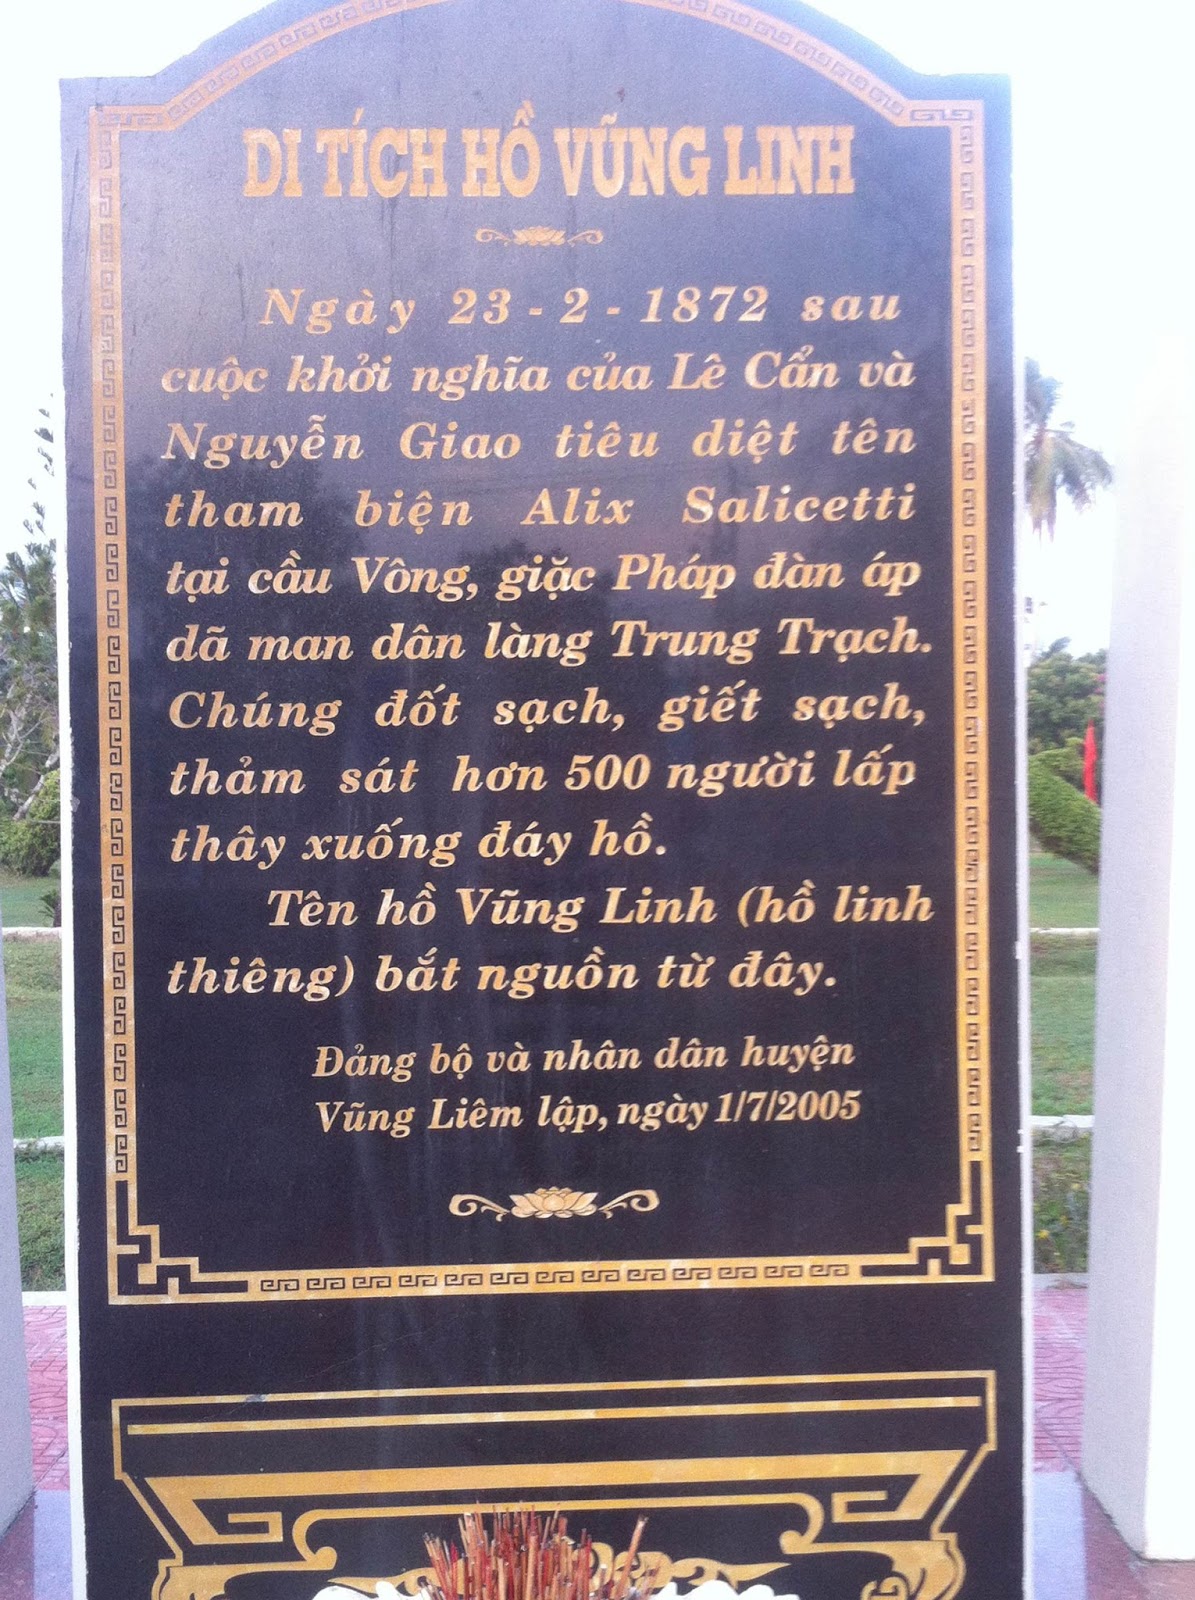 DI TÍCH HỒ VŨNG LINH
Ngày 23 - 2 - 1872 sau
cuộc khởi nghĩa của Lê Cẩn và
Nguyễn Giao tiêu diệt tên
tham biện Alix Salicetti
tại cầu Vông, giặc Pháp đàn áp
dã man dân làng Trung Trạch.
Chúng đốt sạch, giết sạch,
thảm sát hơn 500 người lấp
thây xuống đáy hồ.
Tên hồ Vũng Linh (hồ linh
thiêng) bắt nguồn từ đây.
Đảng bộ và nhân dân huyện
Vũng Liêm lập, ngày 1/7/2005